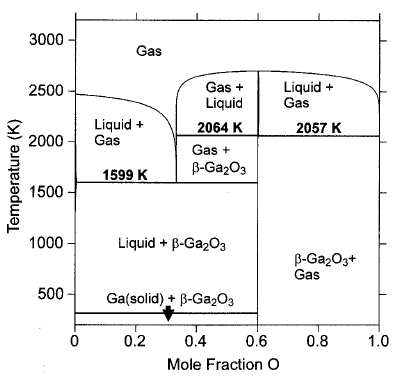 3000
2500
2000
1500
1000
500
Temperature (K)
Gas
Liquid +
Gas
1599 K
Gas +
Liquid
2064 K
Liquid +
Gas
2057 K
Gas +
β-Ga2O3
Liquid + β-Ga2O3
β-Ga2O3+
Gas
Ga(solid) + β-Ga2O3
0
0.2
0.4
0.6
0.8
1.0
Mole Fraction O